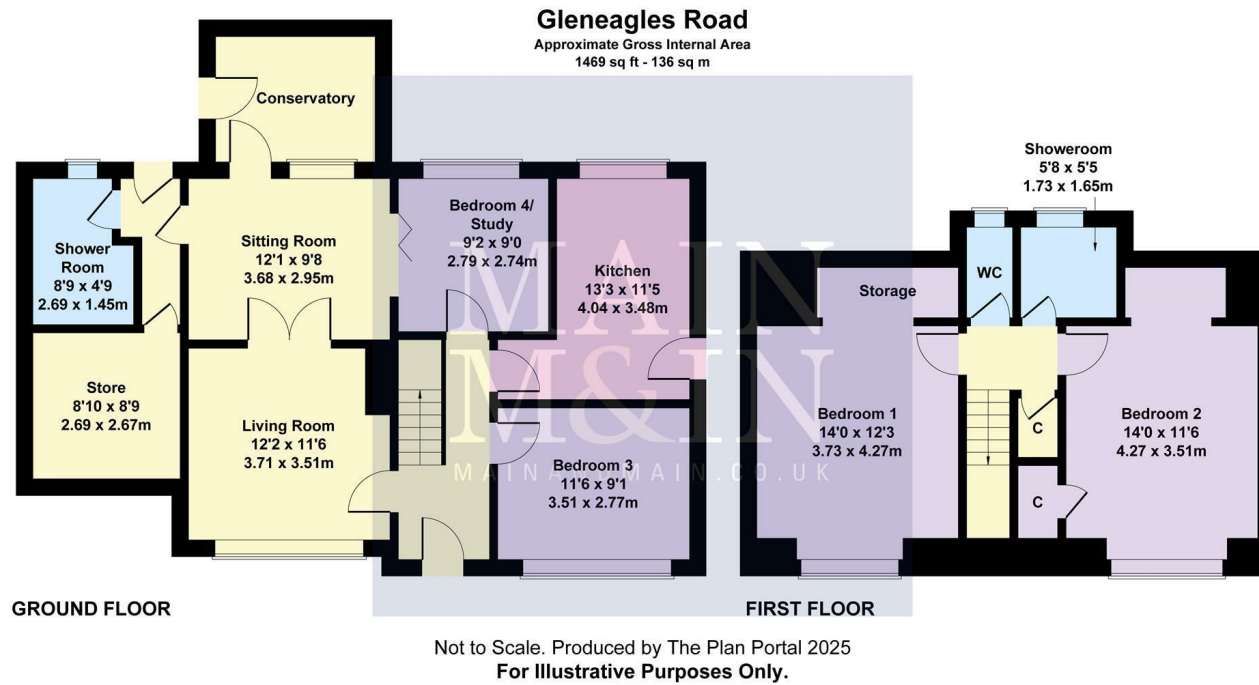 Gleneagles Road
Approximate Gross Internal Area
1469 sq ft - 136 sq m
Conservatory
Shower
Room
8'9 x 4'9
2.69 x 1.45m
Sitting Room
12'1 x 9'8
3.68 x 2.95m
Bedroom 4/
Study
9'2 x 9'0
2.79 x 2.74m
Kitchen
13'3 x 11'5
4.04 x 3.48m
Store
8'10 x 8'9
2.69 x 2.67m
Living Room
12'2 x 11'6
3.71 x 3.51m
Bedroom 3
11'6 x 9'1
3.51 x 2.77m
MAIN
M&IN
MAINANDMAIN.CO.UK
Showeroom
5'8 x 5'5
1.73 x 1.65m
WC
Storage
Bedroom 1
14'0 x 12'3
3.73 x 4.27m
C
C
Bedroom 2
14'0 x 11'6
4.27 x 3.51m
GROUND FLOOR
FIRST FLOOR
Not to Scale. Produced by The Plan Portal 2025
For Illustrative Purposes Only.